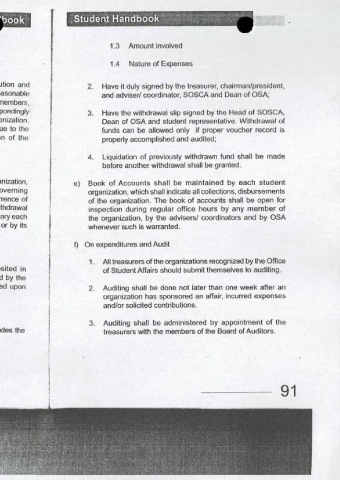 book
ution and
asonable
members,
pondingly
anization,
ue to the
n of the
anization,
overning
rrence of
thdrawal
ary each
or by its
osited in
d by the
ed upon
des the
Student Handbook
1.3 Amount involved
1.4 Nature of Expenses
2. Have it duly signed by the treasurer, chairman/president,
and adviser/ coordinator, SOSCA and Dean of OSA;
3. Have the withdrawal slip signed by the Head of SOSCA,
Dean of OSA and student representative. Withdrawal of
funds can be allowed only if proper voucher record is
properly accomplished and audited;
4. Liquidation of previously withdrawn fund shall be made
before another withdrawal shall be granted.
e) Book of Accounts shall be maintained by each student
organization, which shall indicate all collections, disbursements
of the organization. The book of accounts shall be open for
inspection during regular office hours by any member of
the organization, by the advisers/ coordinators and by OSA
whenever such is warranted.
f) On expenditures and Audit
1. All treasurers of the organizations recognized by the Office
of Student Affairs should submit themselves to auditing.
2. Auditing shall be done not later than one week after an
organization has sponsored an affair, incurred expenses
and/or solicited contributions.
3. Auditing shall be administered by appointment of the
treasurers with the members of the Board of Auditors.
91